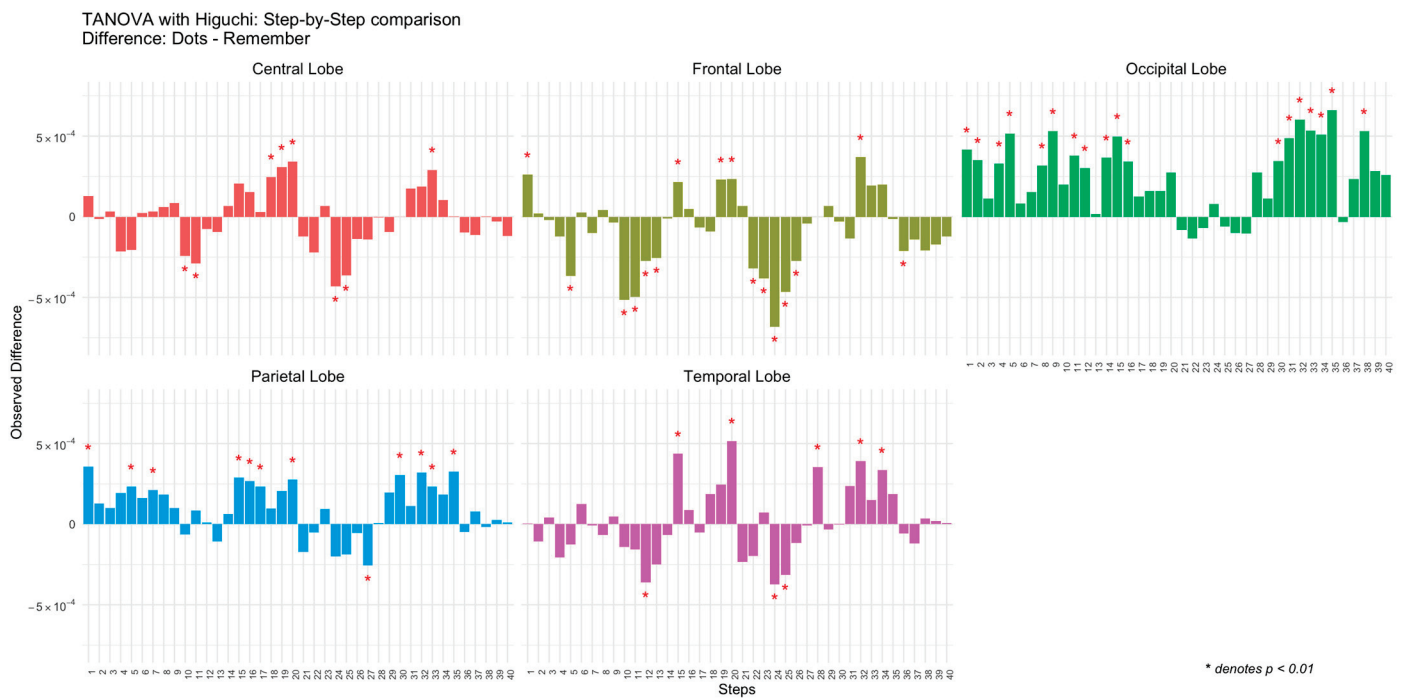 TANOVA with Higuchi: Step-by-Step comparison
Difference: Dots - Remember
Central Lobe
Frontal Lobe
Occipital Lobe
5 × 10⁻⁴
0
−5 × 10⁻⁴
1 2 3 4 5 6 7 8 9 10 11 12 13 14 15 16 17 18 19 20 21 22 23 24 25 26 27 28 29 30 31 32 33 34 35 36 37 38 39 40
Observed Difference
Parietal Lobe
Temporal Lobe
5 × 10⁻⁴
0
−5 × 10⁻⁴
1 2 3 4 5 6 7 8 9 10 11 12 13 14 15 16 17 18 19 20 21 22 23 24 25 26 27 28 29 30 31 32 33 34 35 36 37 38 39 40
1 2 3 4 5 6 7 8 9 10 11 12 13 14 15 16 17 18 19 20 21 22 23 24 25 26 27 28 29 30 31 32 33 34 35 36 37 38 39 40
Steps
* denotes p < 0.01